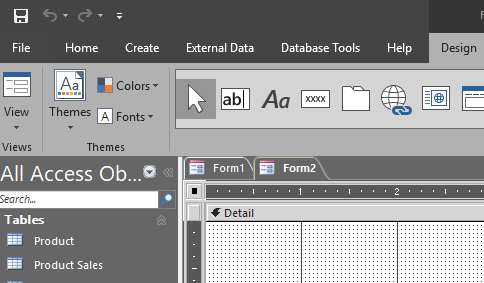 File Home Create External Data Database Tools Help Design
Aa ab Aa xxxx
View Themes Colors
A Fonts
Views Themes
All Access Ob...
Form1 Form2
Search...
1 2
Tables
Detail
Product
Product Sales